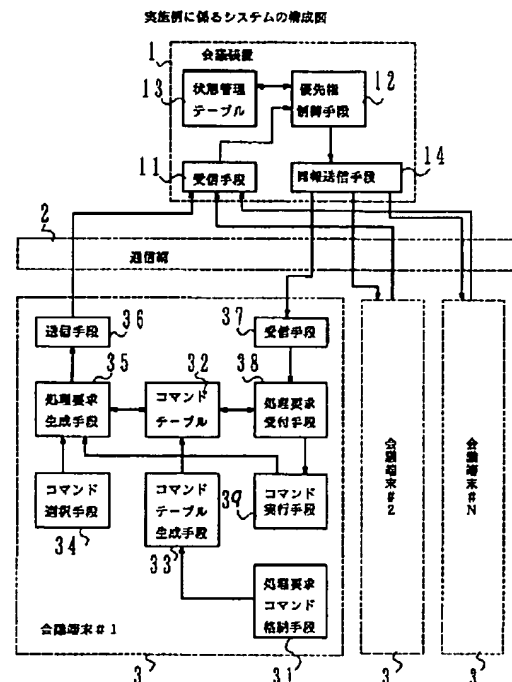 実施例に係るシステムの構成図
1
会議装置
13
状態管理
テーブル
優先権
制御手段
12
11
受信手段
同報送信手段
14
2
通信網
送信手段
36
37
受信手段
35
32
38
処理要求
生成手段
コマンド
テーブル
処理要求
受付手段
コマンド
選択手段
34
コマンド
テーブル
生成手段
33
39
コマンド
実行手段
処理要求
コマンド
格納手段
31
会議端末#1
会議端末#2
会議端末#N
3
3
3